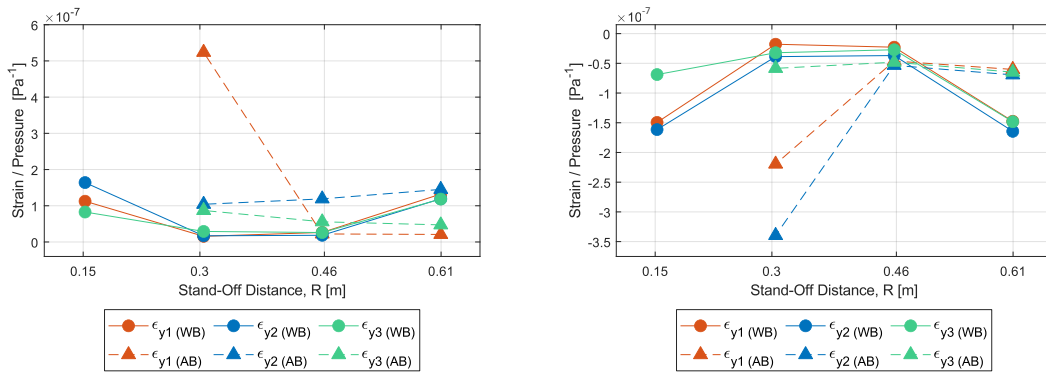 ×10⁻⁷
6
5
4
3
2
1
0
Strain / Pressure [Pa⁻¹]
0.15 0.3 0.46 0.61
Stand-Off Distance, R [m]
ϵy1 (WB) ϵy2 (WB) ϵy3 (WB)
ϵy1 (AB) ϵy2 (AB) ϵy3 (AB)
×10⁻⁷
0
-0.5
-1
-1.5
-2
-2.5
-3
-3.5
Strain / Pressure [Pa⁻¹]
0.15 0.3 0.46 0.61
Stand-Off Distance, R [m]
ϵy1 (WB) ϵy2 (WB) ϵy3 (WB)
ϵy1 (AB) ϵy2 (AB) ϵy3 (AB)